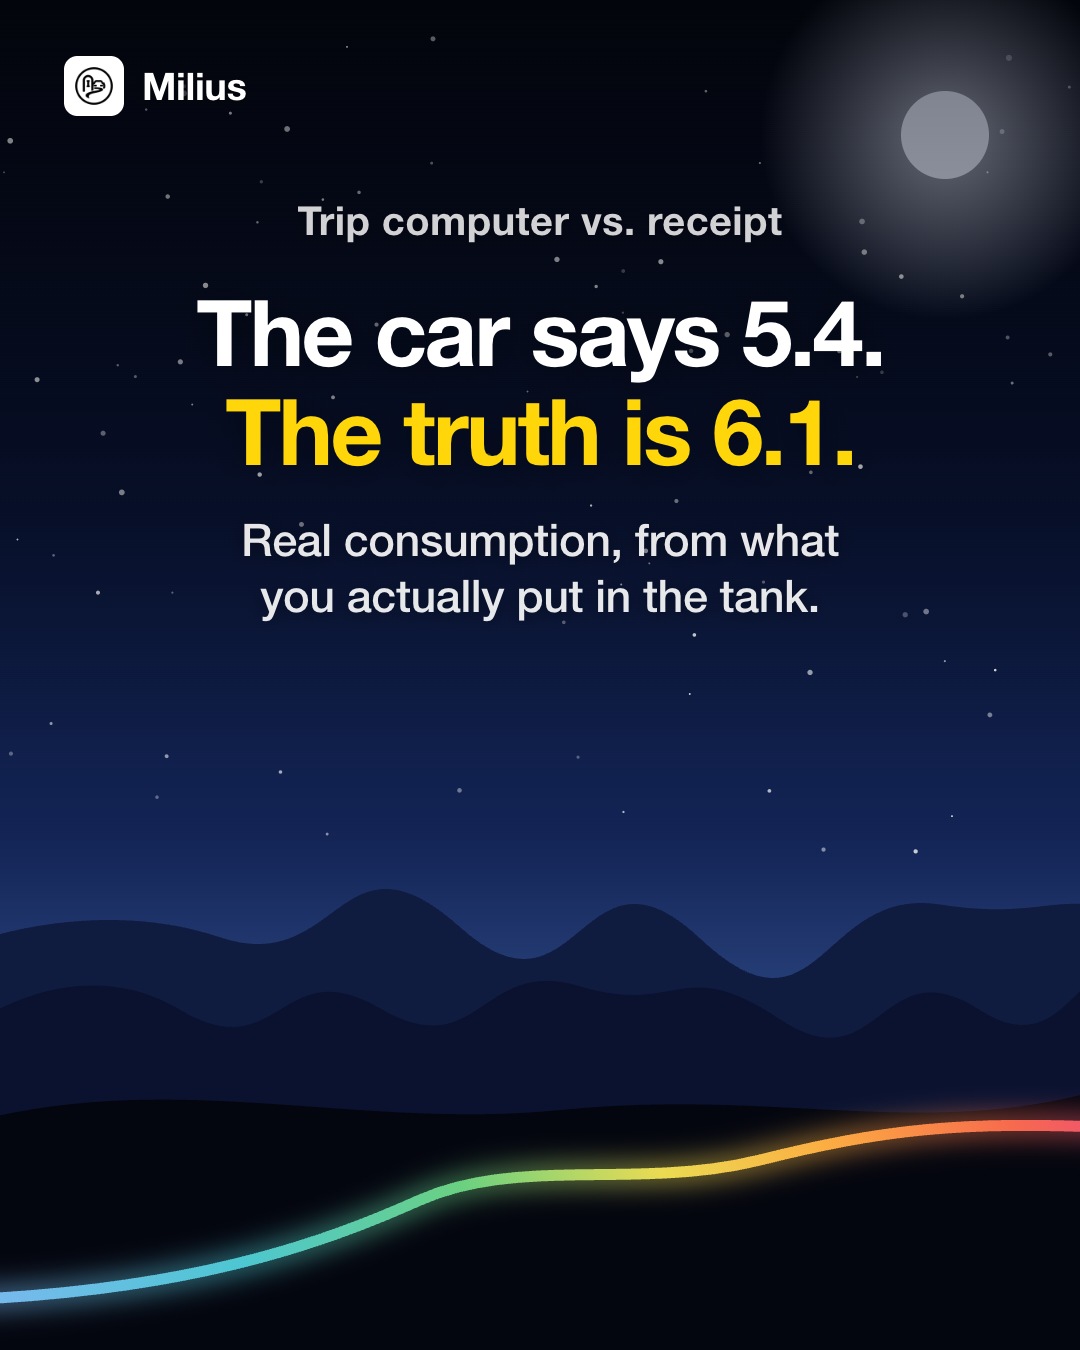 Milius
Trip computer vs. receipt
The car says 5.4.
The truth is 6.1.
Real consumption, from what
you actually put in the tank.